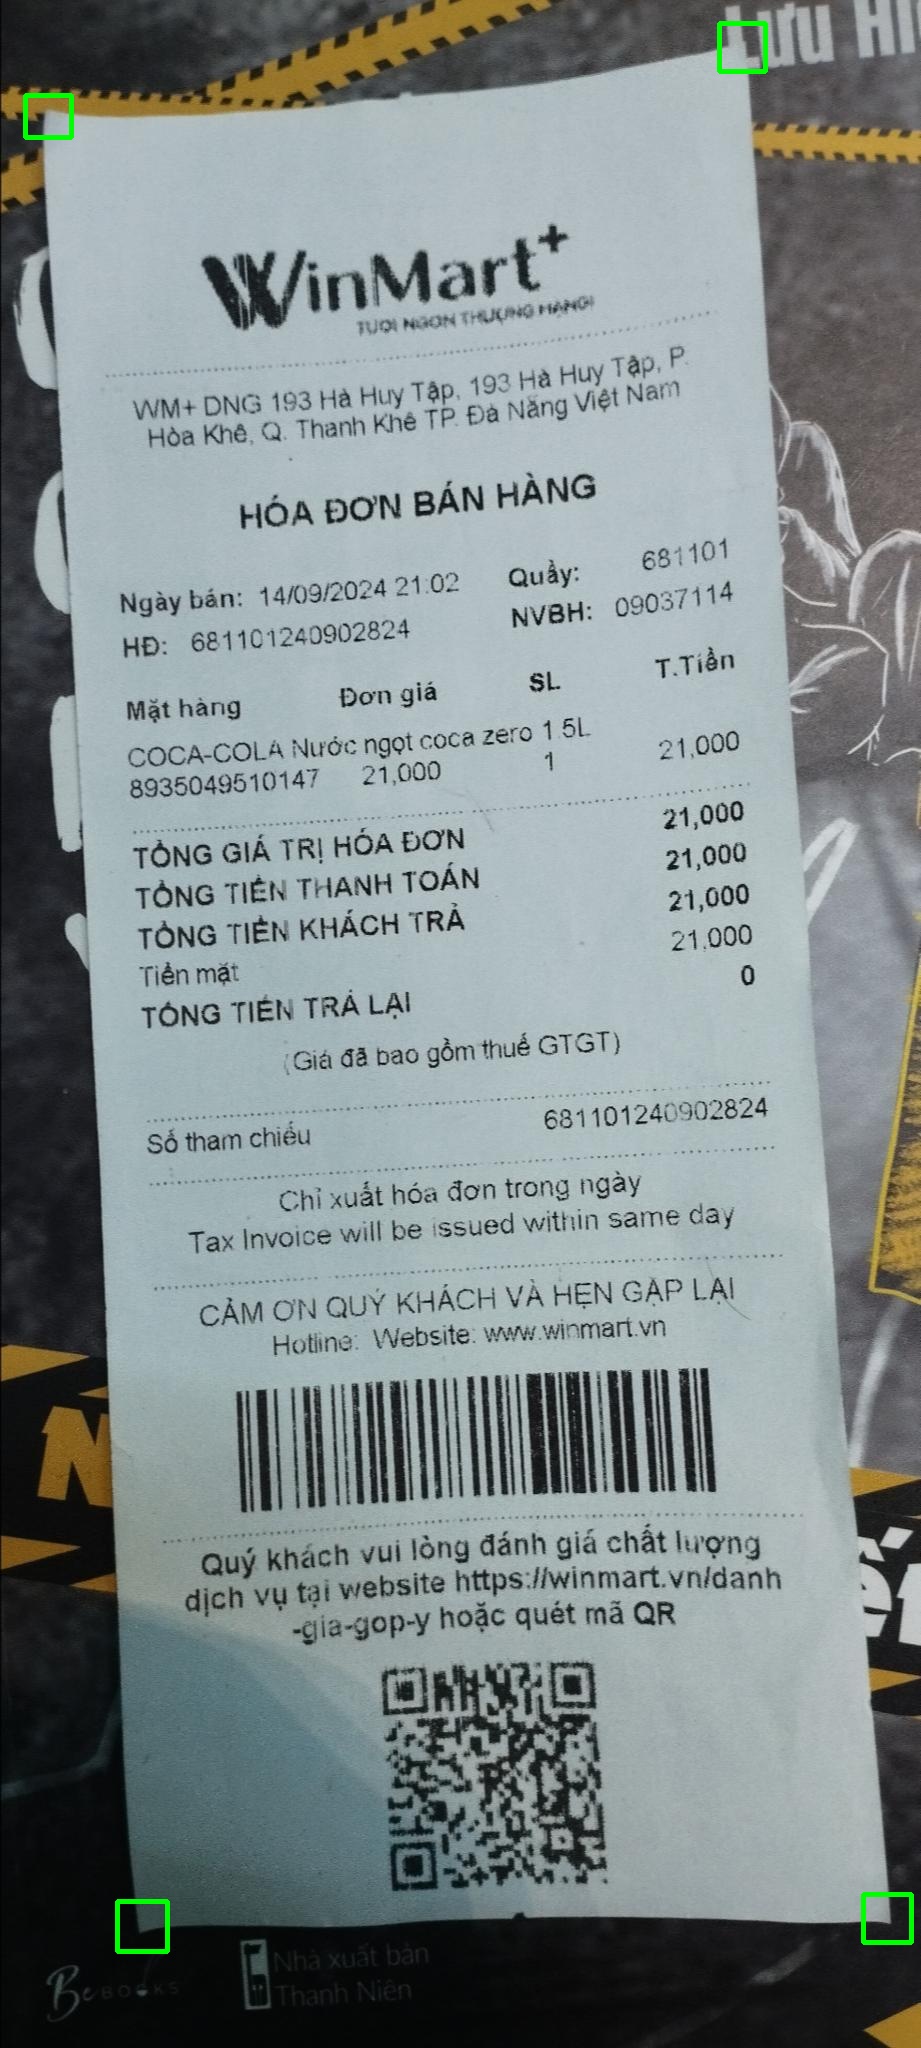 Lưu H
WinMart+
TƯƠI NGON THƯỢNG HẠNG!
WM+ DNG 193 Hà Huy Tập, 193 Hà Huy Tập, P.
Hòa Khê, Q. Thanh Khê TP. Đà Nẵng Việt Nam
HÓA ĐƠN BÁN HÀNG
Ngày bán: 14/09/2024 21:02 Quầy: 681101
HĐ: 681101240902824 NVBH: 09037114
Mặt hàng Đơn giá SL T.Tiền
COCA-COLA Nước ngọt coca zero 1.5L
8935049510147 21,000 1 21,000
TỔNG GIÁ TRỊ HÓA ĐƠN 21,000
TỔNG TIỀN THANH TOÁN 21,000
TỔNG TIỀN KHÁCH TRẢ 21,000
Tiền mặt 21.000
TỔNG TIỀN TRẢ LẠI 0
(Giá đã bao gồm thuế GTGT)
Số tham chiếu 681101240902824
Chỉ xuất hóa đơn trong ngày
Tax Invoice will be issued within same day
CẢM ƠN QUÝ KHÁCH VÀ HẸN GẶP LẠI
Hotline: Website: www.winmart.vn
Quý khách vui lòng đánh giá chất lượng
dịch vụ tại website https://winmart.vn/danh
-gia-gop-y hoặc quét mã QR
Be BOOKS
Nhà xuất bản
Thanh Niên